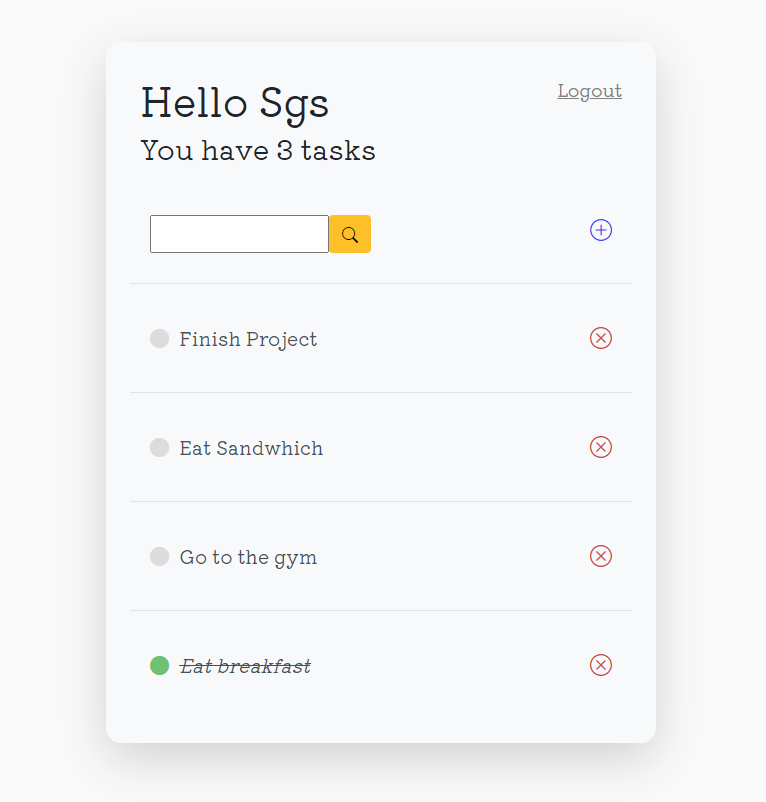 Hello Sgs
Logout
You have 3 tasks
Finish Project
Eat Sandwhich
Go to the gym
Eat breakfast